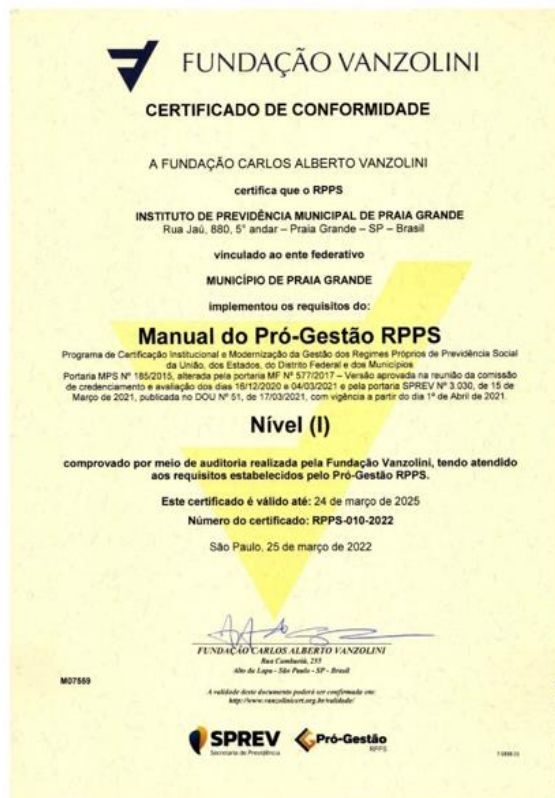 FUNDAÇÃO VANZOLINI
CERTIFICADO DE CONFORMIDADE
A FUNDAÇÃO CARLOS ALBERTO VANZOLINI
certifica que o RPPS
INSTITUTO DE PREVIDÊNCIA MUNICIPAL DE PRAIA GRANDE
Rua Jaú, 880, 5° andar – Praia Grande – SP – Brasil
vinculado ao ente federativo
MUNICÍPIO DE PRAIA GRANDE
implementou os requisitos do:
Manual do Pró-Gestão RPPS
Programa de Certificação Institucional e Modernização da Gestão dos Regimes Próprios de Previdência Social
da União, dos Estados, do Distrito Federal e dos Municípios
Portaria MPS Nº 185/2015, alterada pela portaria MF Nº 577/2017 – Versão aprovada na reunião da comissão
de credenciamento e avaliação dos dias 16/12/2020 e 04/03/2021 e pela portaria SPREV Nº 3.030, de 15 de
Março de 2021, publicada no DOU Nº 51, de 17/03/2021, com vigência a partir do dia 1º de Abril de 2021.
Nível (I)
comprovado por meio de auditoria realizada pela Fundação Vanzolini, tendo atendido
aos requisitos estabelecidos pelo Pró-Gestão RPPS.
Este certificado é válido até: 24 de março de 2025
Número do certificado: RPPS-010-2022
São Paulo, 25 de março de 2022
FUNDAÇÃO CARLOS ALBERTO VANZOLINI
Rua Camburiú, 255
Alto da Lapa - São Paulo - SP - Brasil
M07559
A validade deste documento poderá ser confirmada em:
http://www.vanzolinicert.org.br/validade/
SPREV
Secretaria de Previdência
Pró-Gestão
RPPS